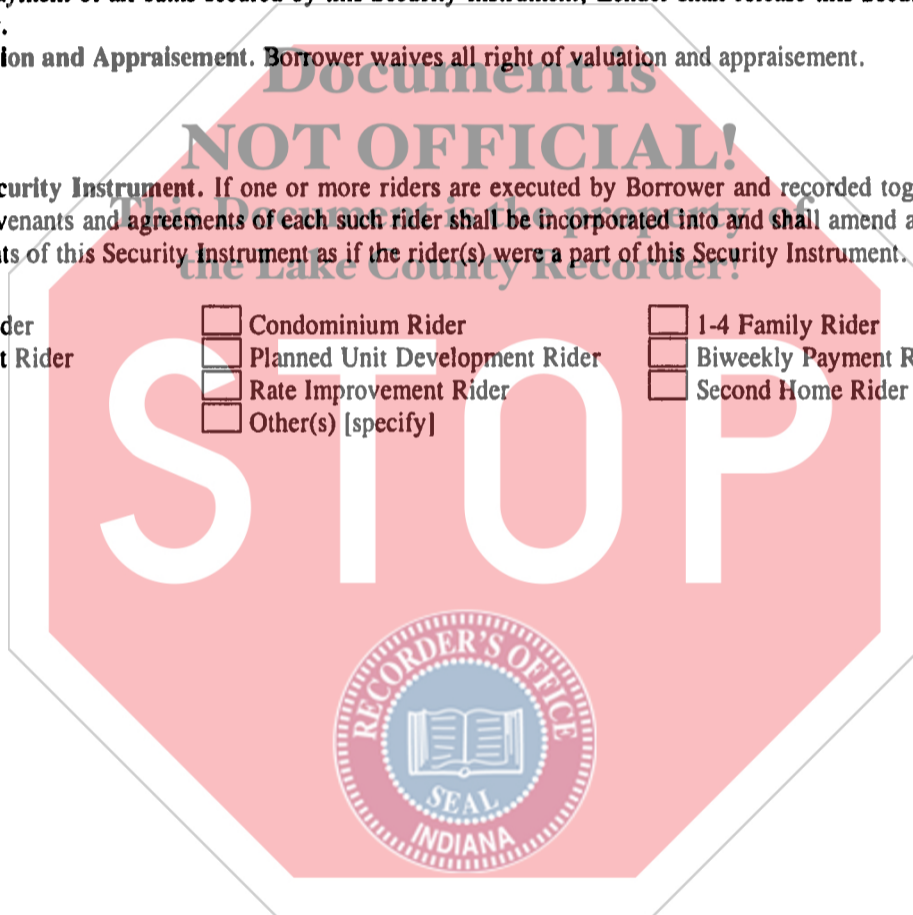 ion and Appraisement. Borrower waives all right of valuation and appraisement.
Document is
NOT OFFICIAL!
curity Instrument. If one or more riders are executed by Borrower and recorded tog
This Document is the property of
venants and agreements of each such rider shall be incorporated into and shall amend a
ts of this Security Instrument as if the rider(s) were a part of this Security Instrument.
the Lake County Recorder!
der Condominium Rider 1-4 Family Rider
t Rider Planned Unit Development Rider Biweekly Payment R
Rate Improvement Rider Second Home Rider
Other(s) [specify]
STOP
RECORDER'S OFFICE
SEAL
INDIANA